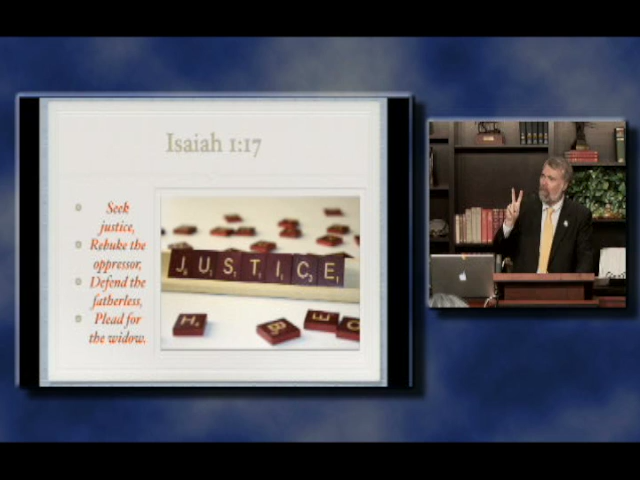 Isaiah 1:17
Seek
justice,
Rebuke the
oppressor,
Defend the
fatherless,
Plead for
the widow.
JUSTICE
H
B
E